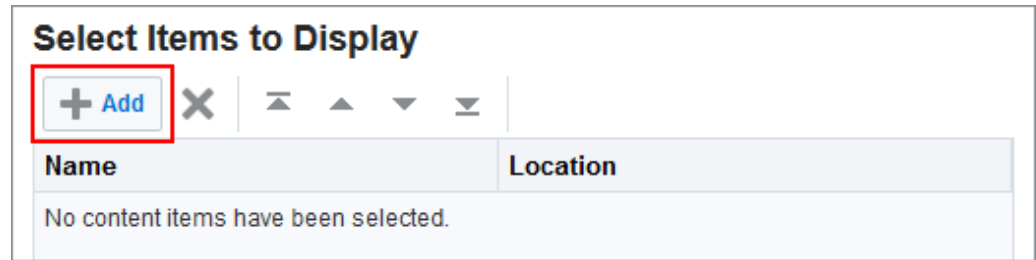 Select Items to Display
Add
Name Location
No content items have been selected.